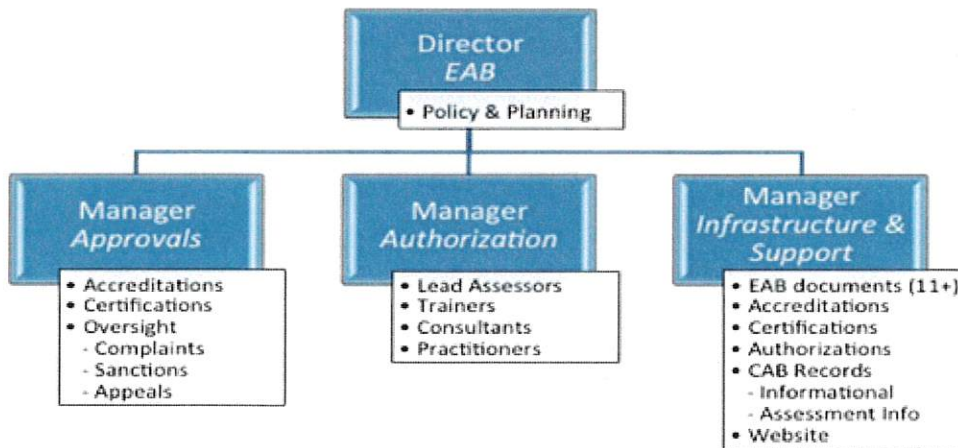 Director
EAB
• Policy & Planning
Manager
Approvals
• Accreditations
• Certifications
• Oversight
- Complaints
- Sanctions
- Appeals
Manager
Authorization
• Lead Assessors
• Trainers
• Consultants
• Practitioners
Manager
Infrastructure &
Support
• EAB documents (11+)
• Accreditations
• Certifications
• Authorizations
• CAB Records
- Informational
- Assessment Info
• Website